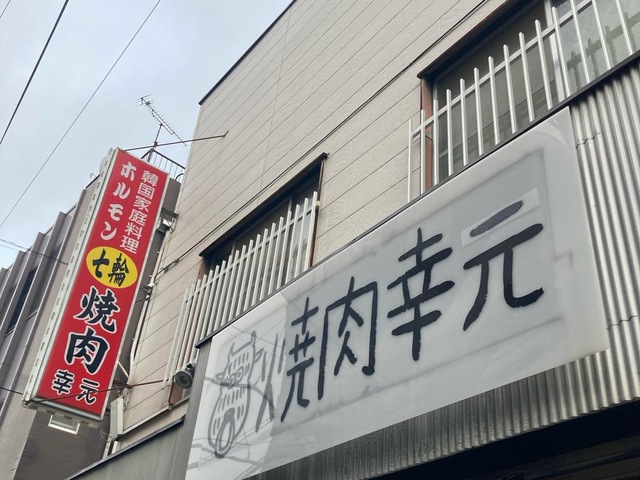 韓国家庭料理
ホルモン
七輪
焼肉
幸元
焼肉幸元